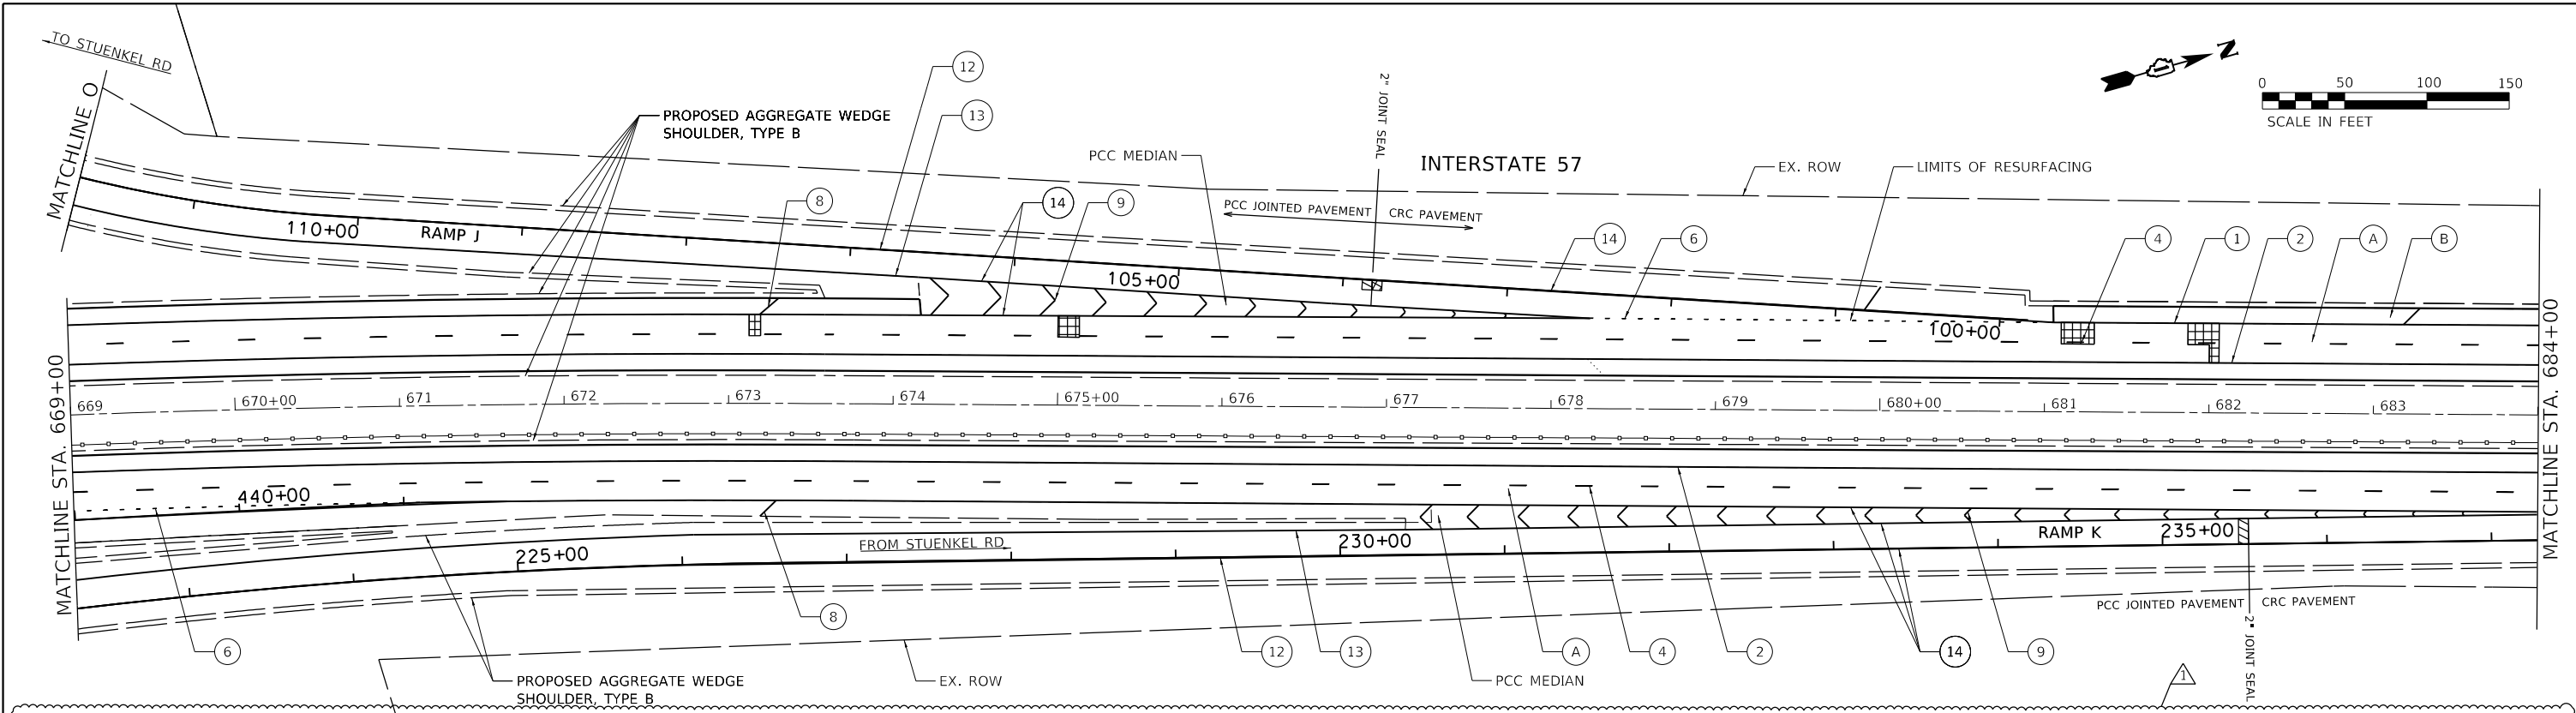 TO STUENKEL RD
MATCHLINE O
PROPOSED AGGREGATE WEDGE
SHOULDER, TYPE B
12
13
PCC MEDIAN
2" JOINT SEAL
INTERSTATE 57
EX. ROW
LIMITS OF RESURFACING
N
0 50 100 150
SCALE IN FEET
8
14
9
PCC JOINTED PAVEMENT
CRC PAVEMENT
14
6
4
1
2
A
B
110+00
RAMP J
105+00
100+00
MATCHLINE STA. 669+00
669
670+00
671
672
673
674
675+00
676
677
678
679
680+00
681
682
683
MATCHLINE STA. 684+00
440+00
225+00
FROM STUENKEL RD
230+00
RAMP K
235+00
PCC JOINTED PAVEMENT
CRC PAVEMENT
2" JOINT SEAL
6
8
12
13
A
4
2
14
9
1
PROPOSED AGGREGATE WEDGE
SHOULDER, TYPE B
EX. ROW
PCC MEDIAN